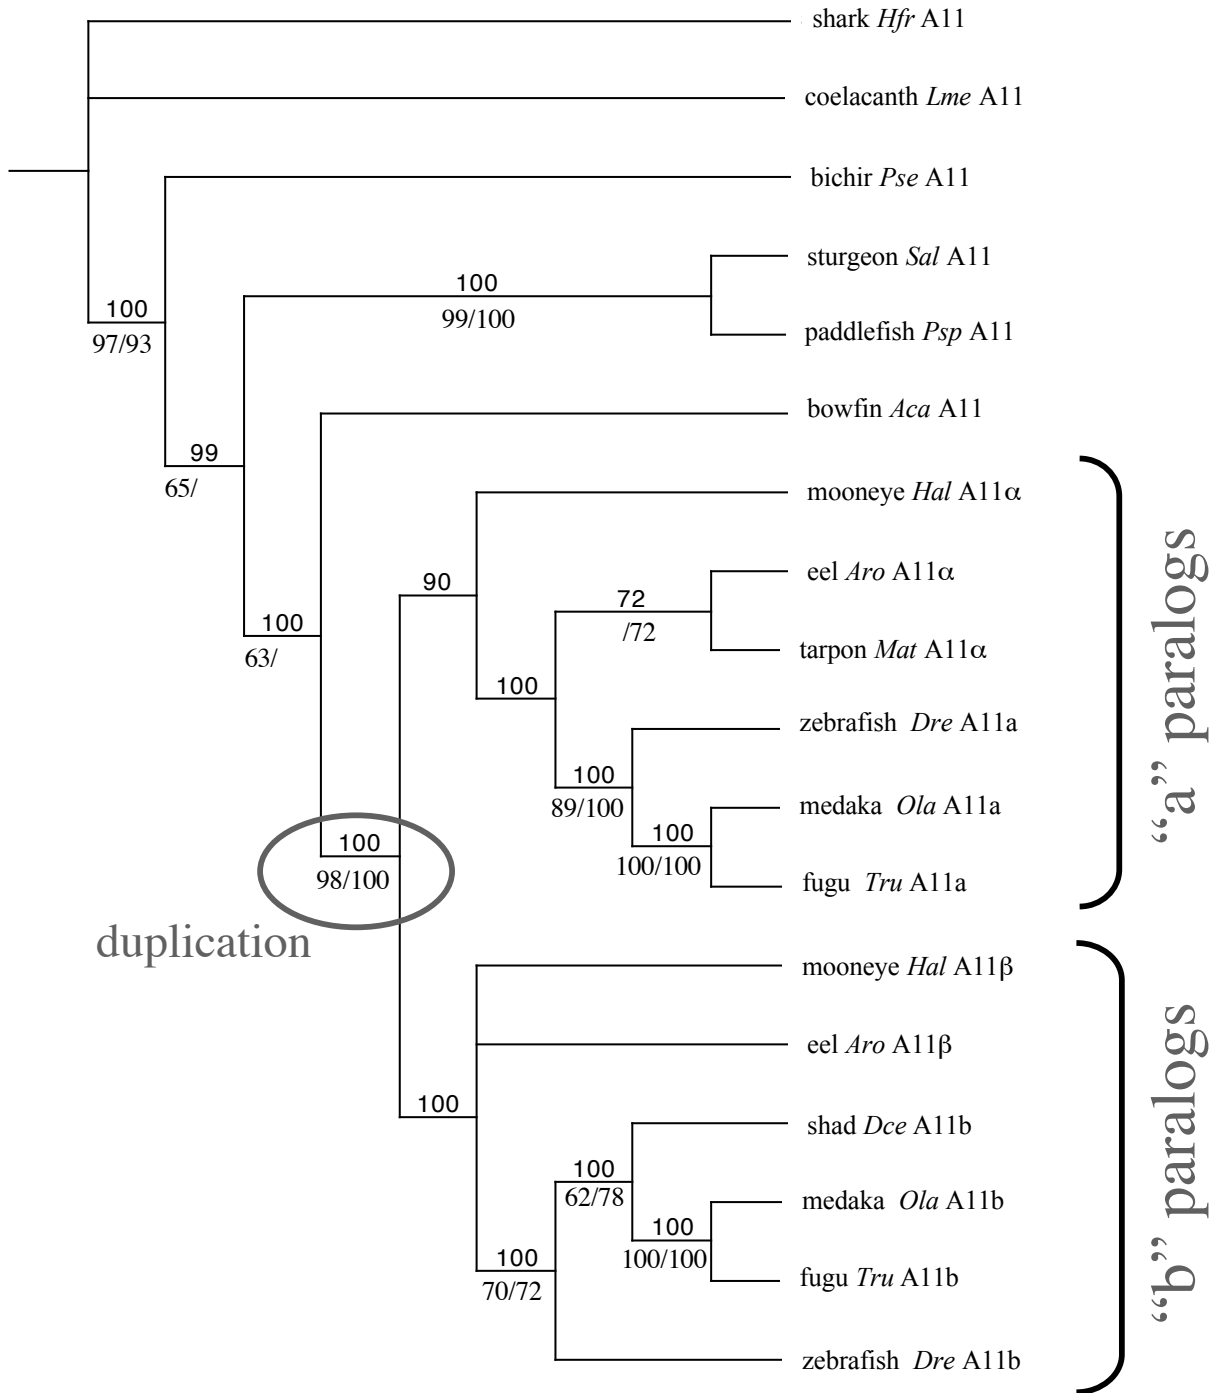 shark Hfr A11
coelacanth Lme A11
bichir Pse A11
sturgeon Sal A11
100
99/100
100
paddlefish Psp A11
97/93
bowfin Aca A11
99
65/
mooneye Hal A11α
eel Aro A11α
90
72
/72
100
63/
tarpon Mat A11α
100
zebrafish Dre A11a
100
89/100
medaka Ola A11a
100
100/100
100
98/100
fugu Tru A11a
duplication
“a” paralogs
mooneye Hal A11β
eel Aro A11β
100
shad Dce A11b
100
62/78
medaka Ola A11b
100
100/100
100
70/72
fugu Tru A11b
zebrafish Dre A11b
“b” paralogs